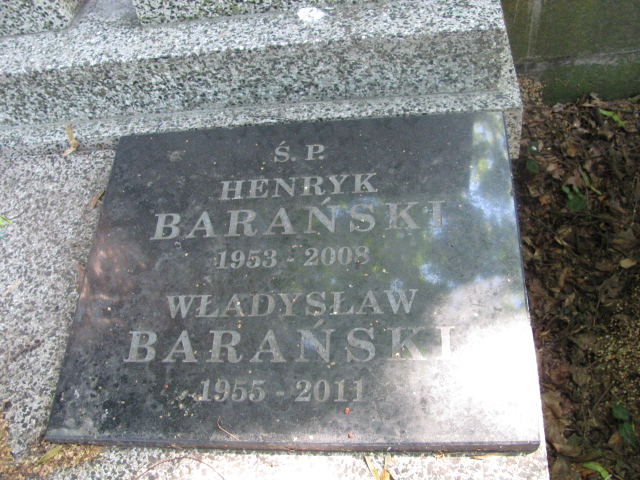 Ś. P.
HENRYK
BARAŃSKI
1953 - 2008
WŁADYSŁAW
BARAŃSKI
1955 - 2011